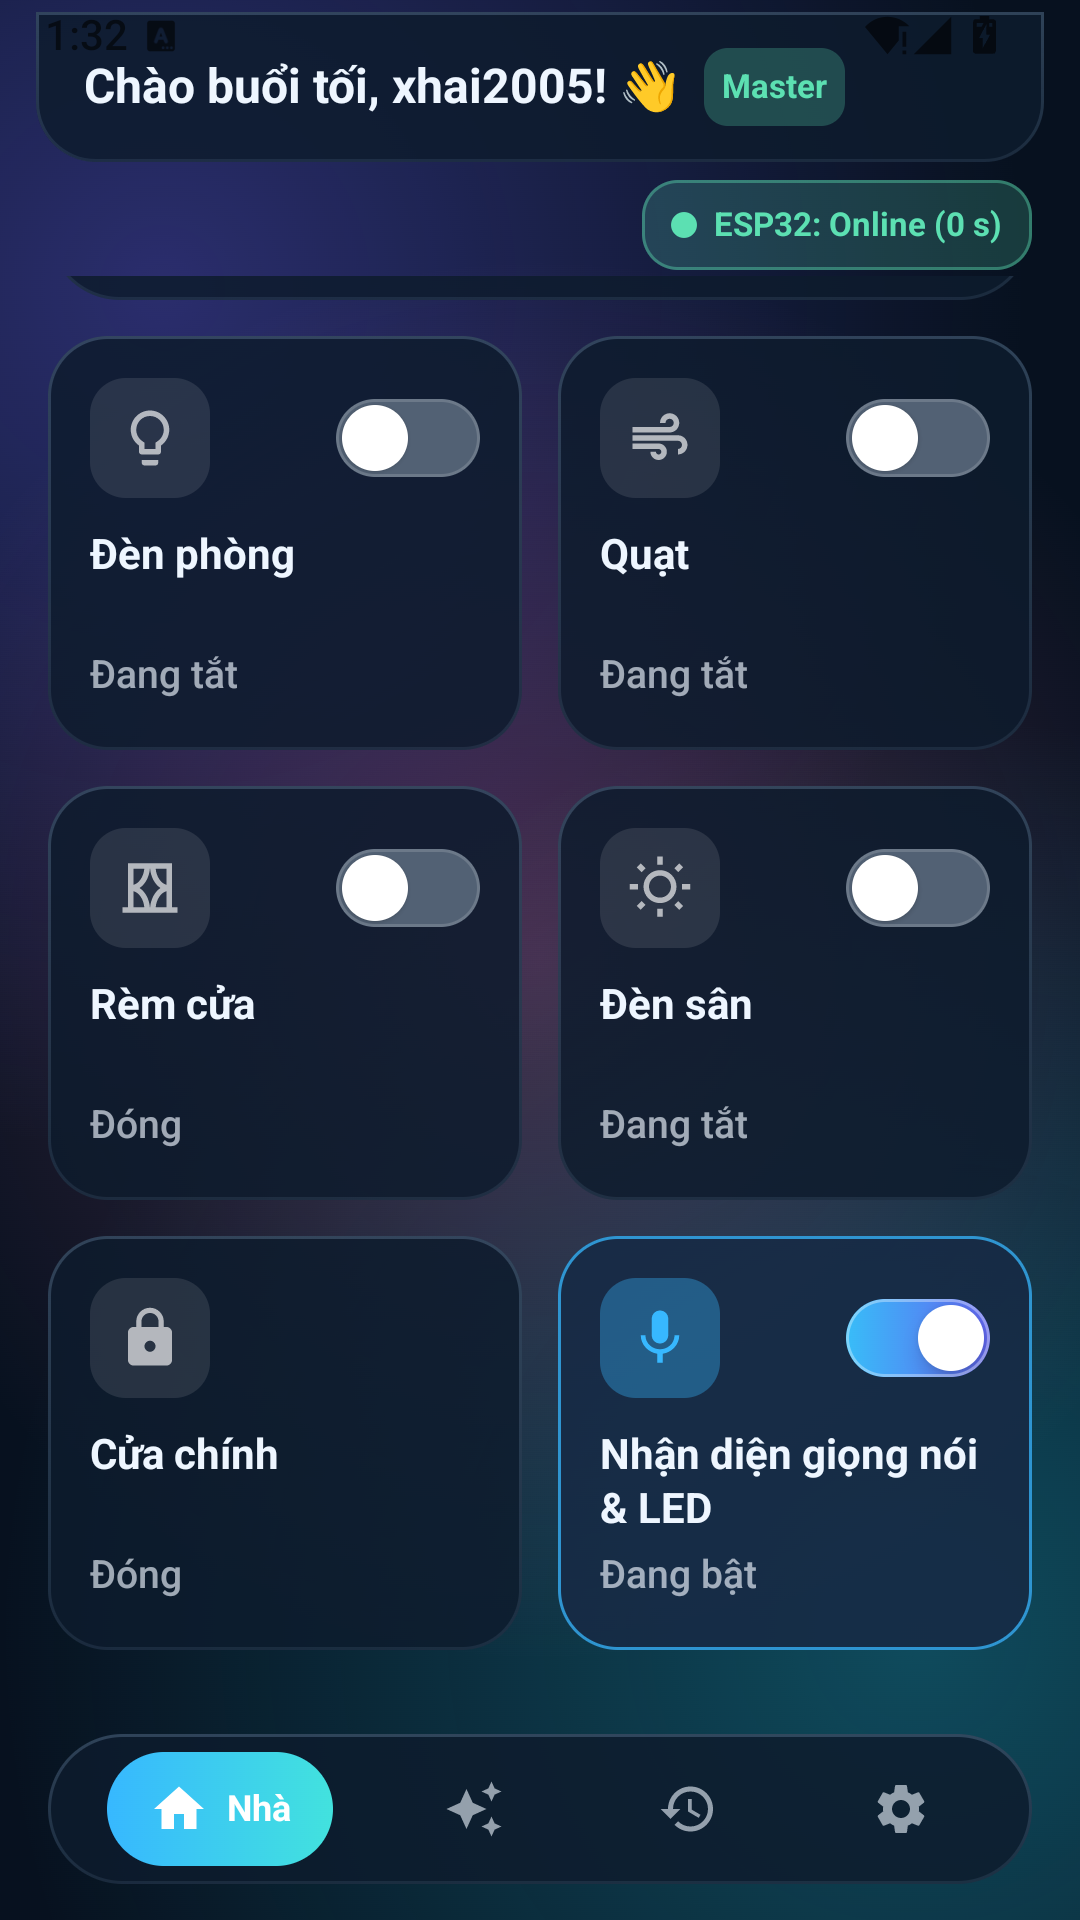 1:32
A
Chào buổi tối, xhai2005! 👋 Master
ESP32: Online (0 s)
Đèn phòng
Đang tắt
Quạt
Đang tắt
Rèm cửa
Đóng
Đèn sân
Đang tắt
Cửa chính
Đóng
Nhận diện giọng nói
& LED
Đang bật
Nhà